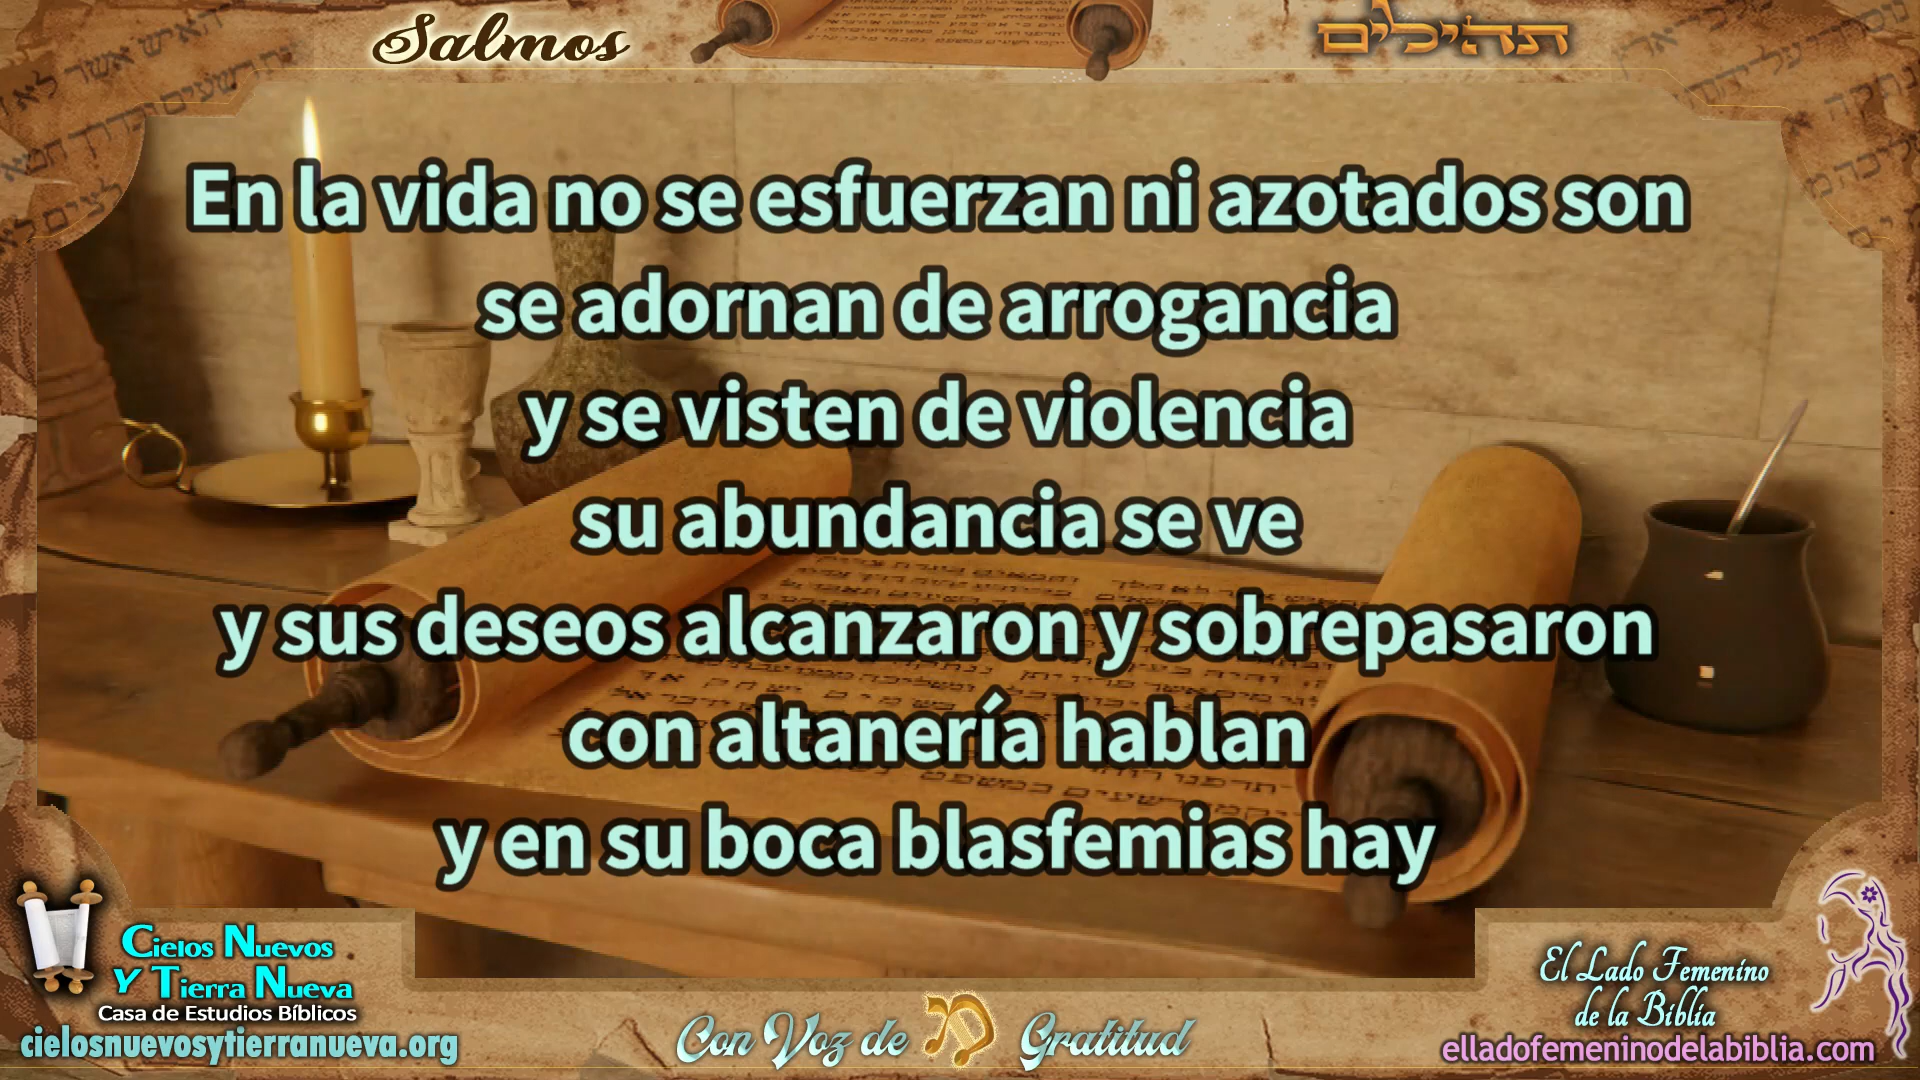 Salmos
תהילים
En la vida no se esfuerzan ni azotados son
se adornan de arrogancia
y se visten de violencia
su abundancia se ve
y sus deseos alcanzaron y sobrepasaron
con altanería hablan
y en su boca blasfemias hay
Cielos Nuevos
Y Tierra Nueva
Casa de Estudios Bíblicos
cielosnuevosytierranueva.org
Con Voz de Gratitud
El Lado Femenino
de la Biblia
elladofemeninodelabiblia.com